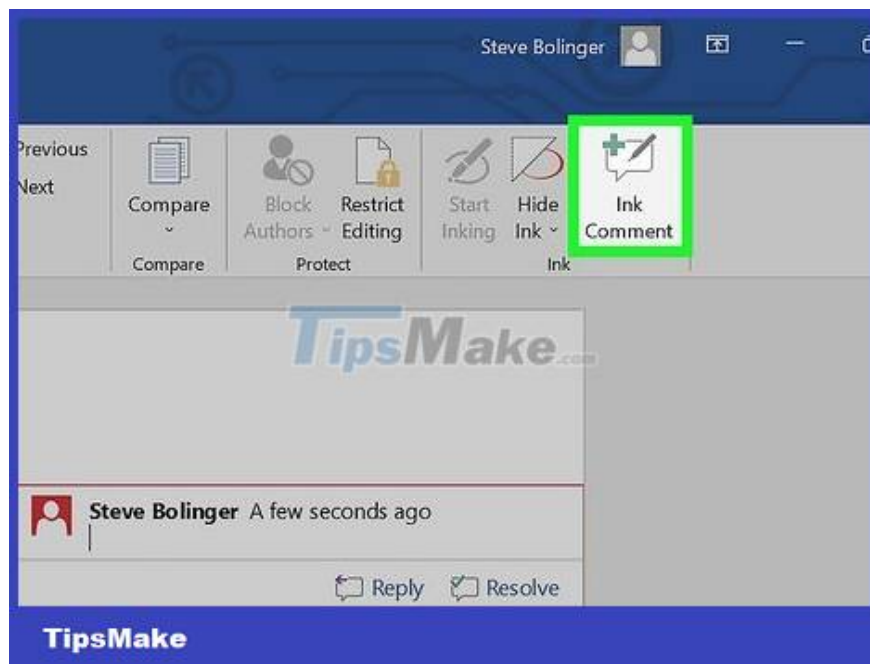 Steve Bolinger
Previous
Next
Compare
Compare
Block
Authors
Restrict
Editing
Protect
Start
Inking
Hide
Ink
Ink
Comment
Ink
TipsMake.com
Steve Bolinger A few seconds ago
Reply Resolve
TipsMake